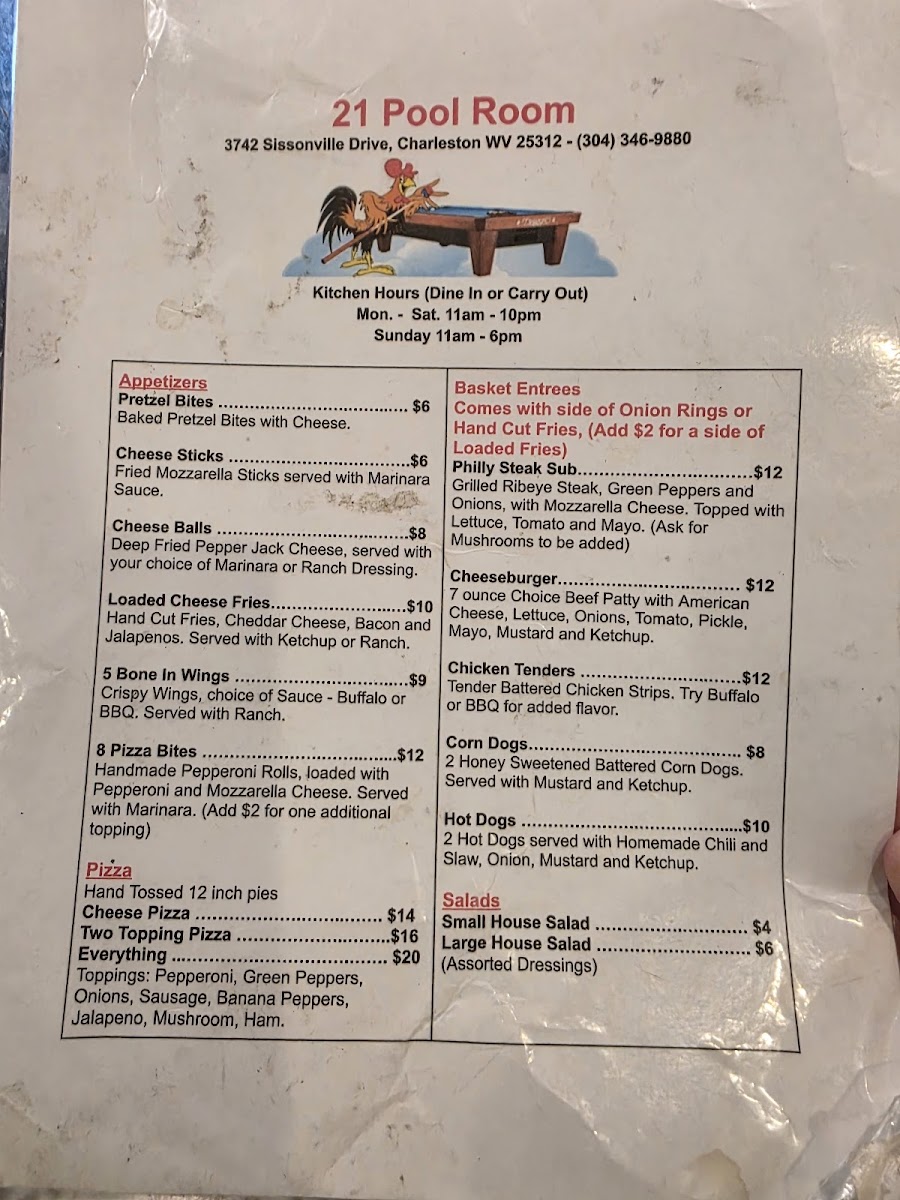 21 Pool Room
3742 Sissonville Drive, Charleston WV 25312 - (304) 346-9880
Kitchen Hours (Dine In or Carry Out)
Mon. - Sat. 11am - 10pm
Sunday 11am - 6pm
Appetizers
Pretzel Bites ..................................... $6
Baked Pretzel Bites with Cheese.
Cheese Sticks ...................................$6
Fried Mozzarella Sticks served with Marinara
Sauce.
Cheese Balls .....................................$8
Deep Fried Pepper Jack Cheese, served with
your choice of Marinara or Ranch Dressing.
Loaded Cheese Fries..........................$10
Hand Cut Fries, Cheddar Cheese, Bacon and
Jalapenos. Served with Ketchup or Ranch.
5 Bone In Wings .................................$9
Crispy Wings, choice of Sauce - Buffalo or
BBQ. Served with Ranch.
8 Pizza Bites .....................................$12
Handmade Pepperoni Rolls, loaded with
Pepperoni and Mozzarella Cheese. Served
with Marinara. (Add $2 for one additional
topping)
Pizza
Hand Tossed 12 inch pies
Cheese Pizza .................................... $14
Two Topping Pizza .............................$16
Everything ......................................... $20
Toppings: Pepperoni, Green Peppers,
Onions, Sausage, Banana Peppers,
Jalapeno, Mushroom, Ham.
Basket Entrees
Comes with side of Onion Rings or
Hand Cut Fries, (Add $2 for a side of
Loaded Fries)
Philly Steak Sub..................................$12
Grilled Ribeye Steak, Green Peppers and
Onions, with Mozzarella Cheese. Topped with
Lettuce, Tomato and Mayo. (Ask for
Mushrooms to be added)
Cheeseburger.................................... $12
7 ounce Choice Beef Patty with American
Cheese, Lettuce, Onions, Tomato, Pickle,
Mayo, Mustard and Ketchup.
Chicken Tenders ...............................$12
Tender Battered Chicken Strips. Try Buffalo
or BBQ for added flavor.
Corn Dogs......................................... $8
2 Honey Sweetened Battered Corn Dogs.
Served with Mustard and Ketchup.
Hot Dogs ..........................................$10
2 Hot Dogs served with Homemade Chili and
Slaw, Onion, Mustard and Ketchup.
Salads
Small House Salad ............................. $4
Large House Salad ............................. $6
(Assorted Dressings)